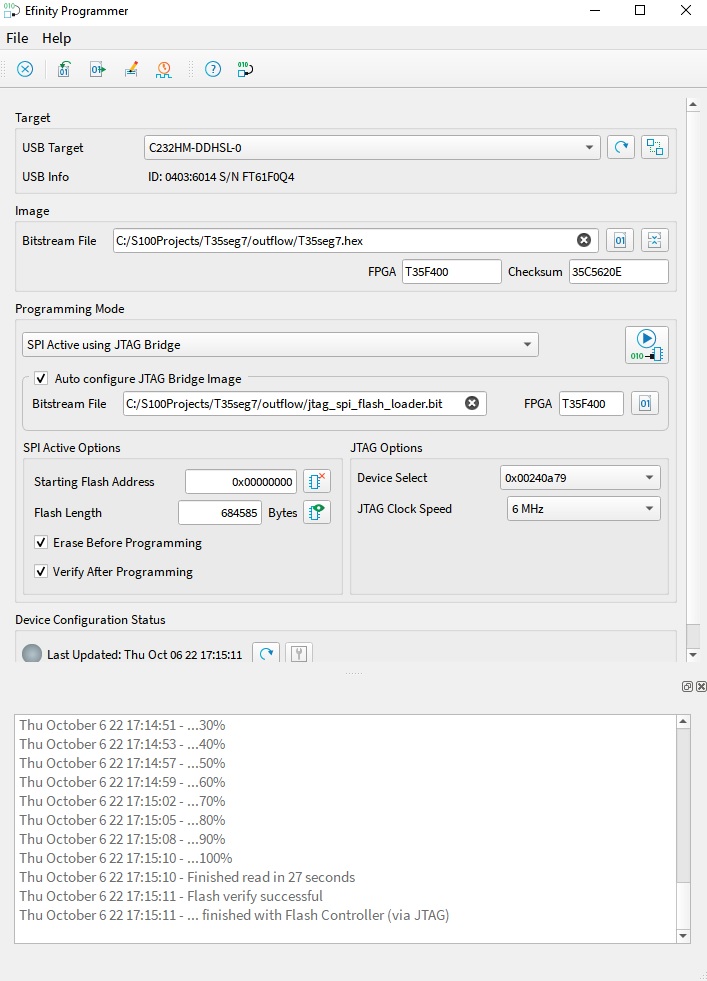 Efinity Programmer
File Help
Target
USB Target C232HM-DDHSL-0
USB Info ID: 0403:6014 S/N FT61F0Q4
Image
Bitstream File C:/S100Projects/T35seg7/outflow/T35seg7.hex
FPGA T35F400 Checksum 35C5620E
Programming Mode
SPI Active using JTAG Bridge
Auto configure JTAG Bridge Image
Bitstream File C:/S100Projects/T35seg7/outflow/jtag_spi_flash_loader.bit FPGA T35F400
SPI Active Options JTAG Options
Starting Flash Address 0x00000000 Device Select 0x00240a79
Flash Length 684585 Bytes JTAG Clock Speed 6 MHz
Erase Before Programming
Verify After Programming
Device Configuration Status
Last Updated: Thu Oct 06 22 17:15:11
Thu October 6 22 17:14:51 - ...30%
Thu October 6 22 17:14:53 - ...40%
Thu October 6 22 17:14:57 - ...50%
Thu October 6 22 17:14:59 - ...60%
Thu October 6 22 17:15:02 - ...70%
Thu October 6 22 17:15:05 - ...80%
Thu October 6 22 17:15:08 - ...90%
Thu October 6 22 17:15:10 - ...100%
Thu October 6 22 17:15:10 - Finished read in 27 seconds
Thu October 6 22 17:15:11 - Flash verify successful
Thu October 6 22 17:15:11 - ... finished with Flash Controller (via JTAG)